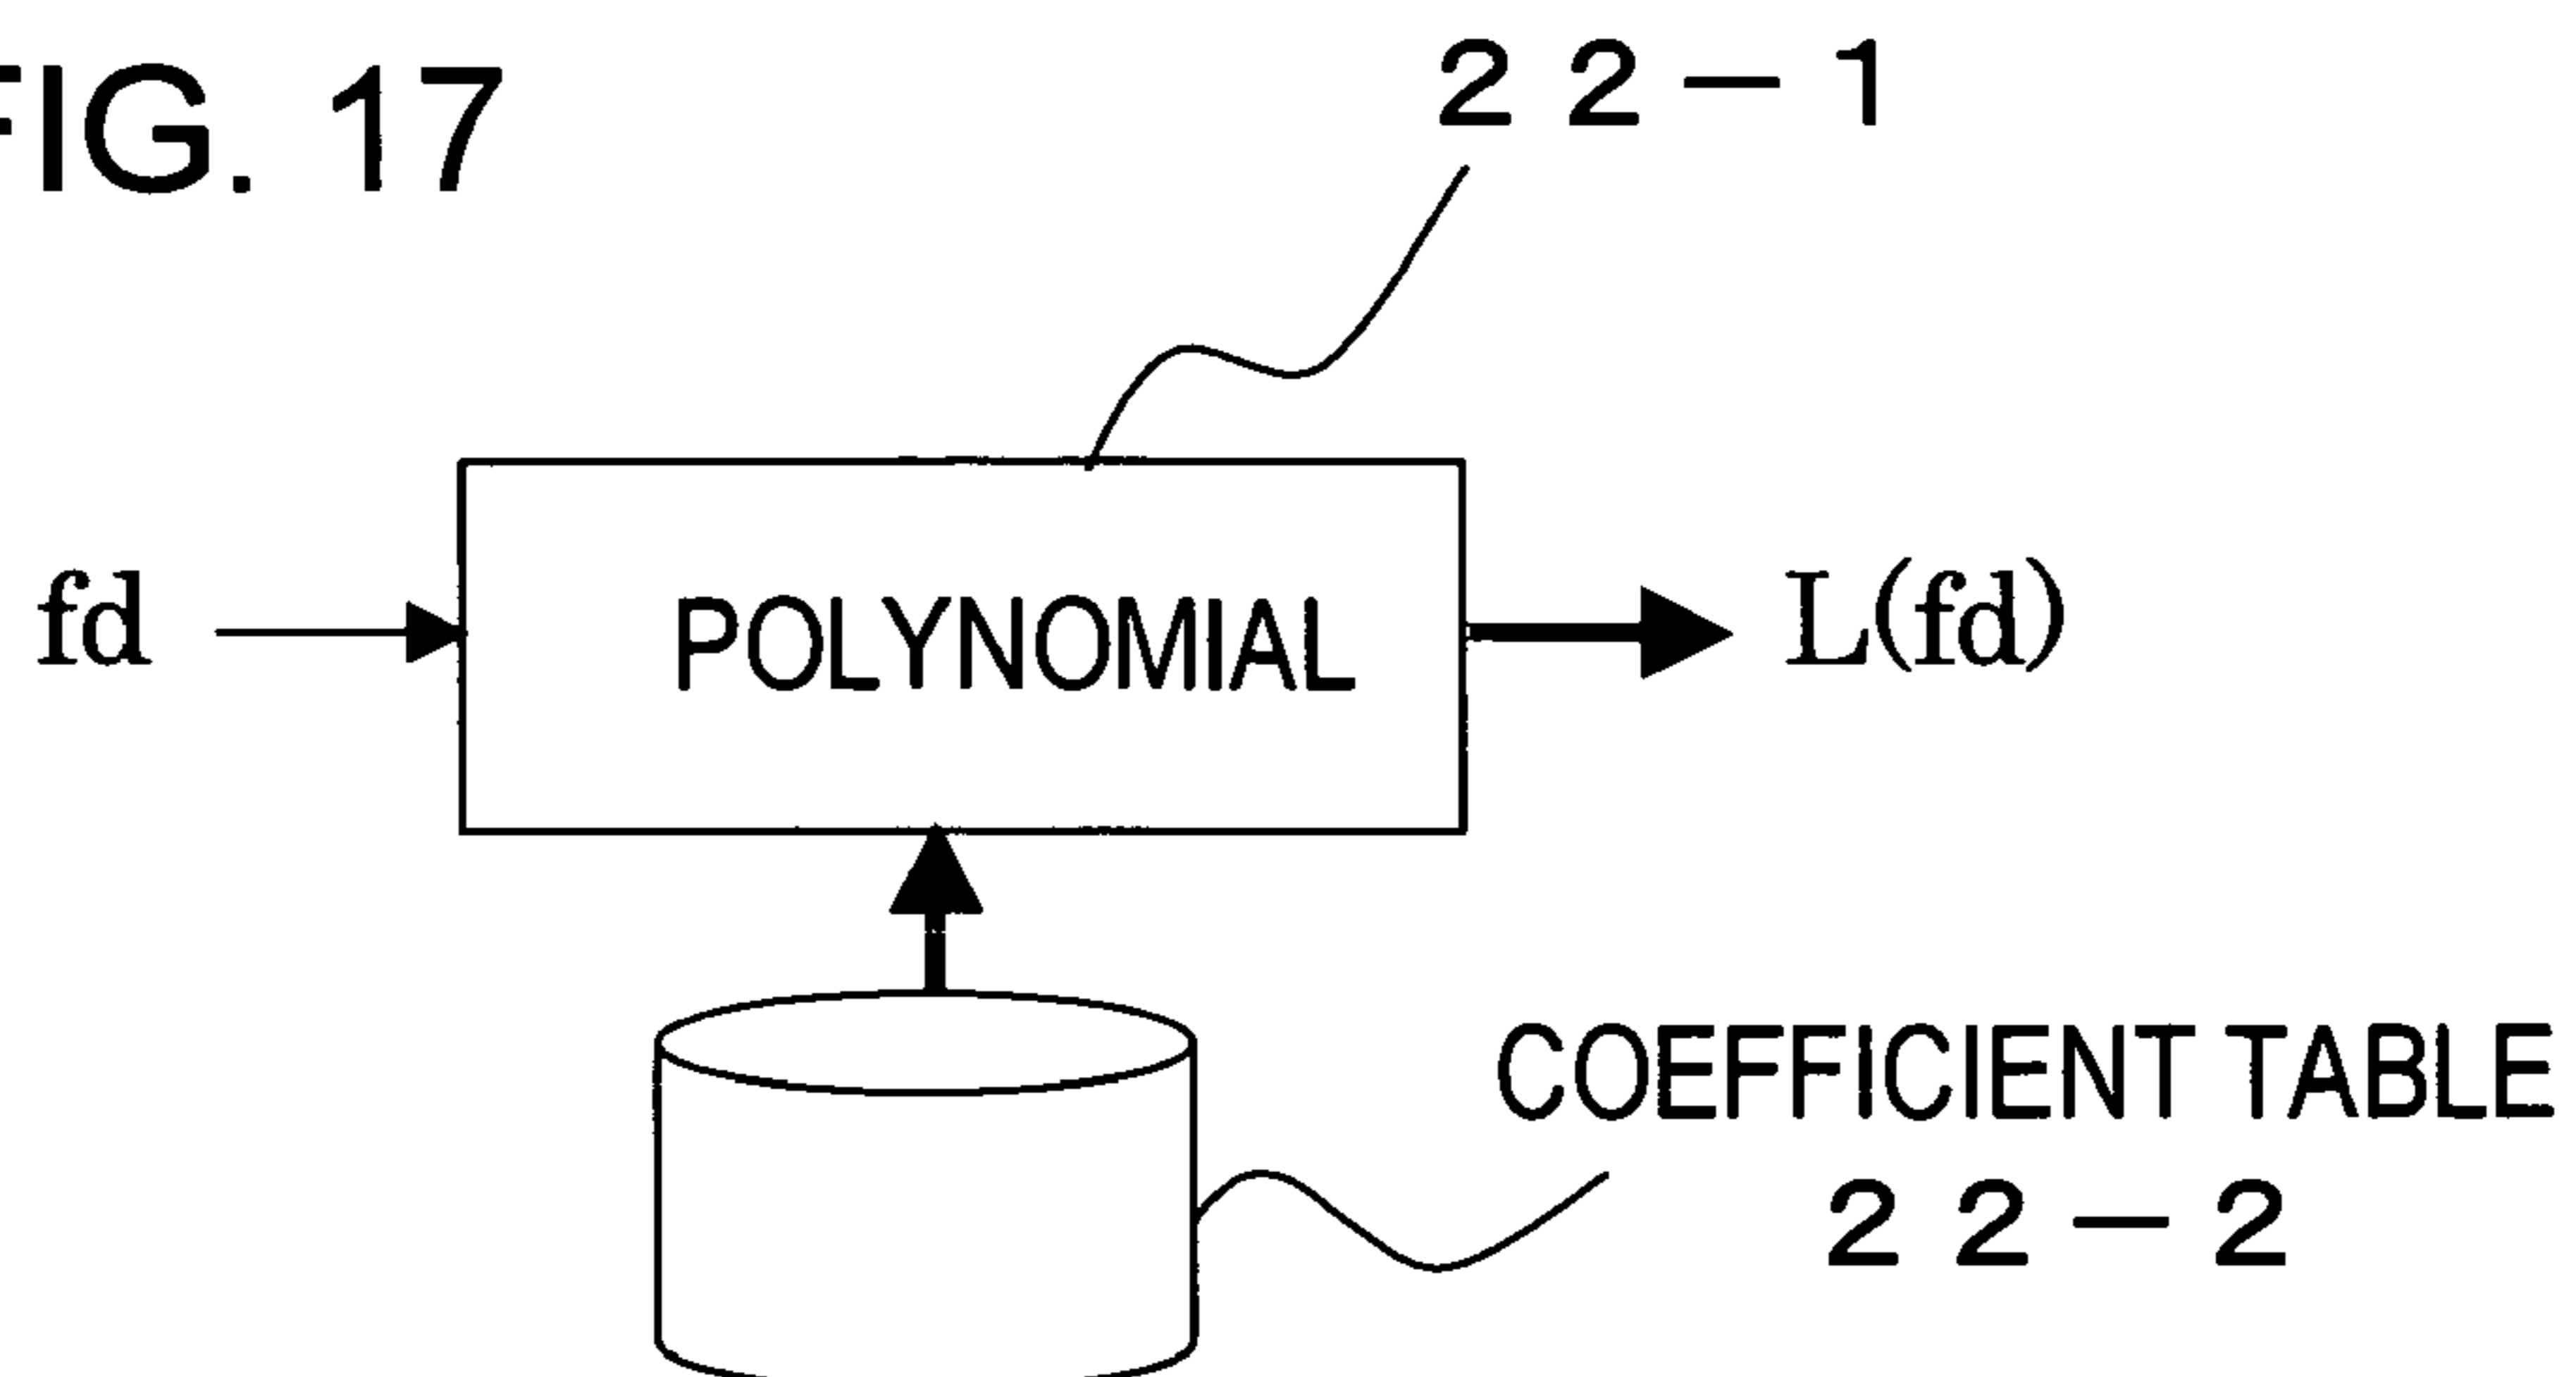 FIG. 17
22-1
fd
POLYNOMIAL
L(fd)
COEFFICIENT TABLE
22-2